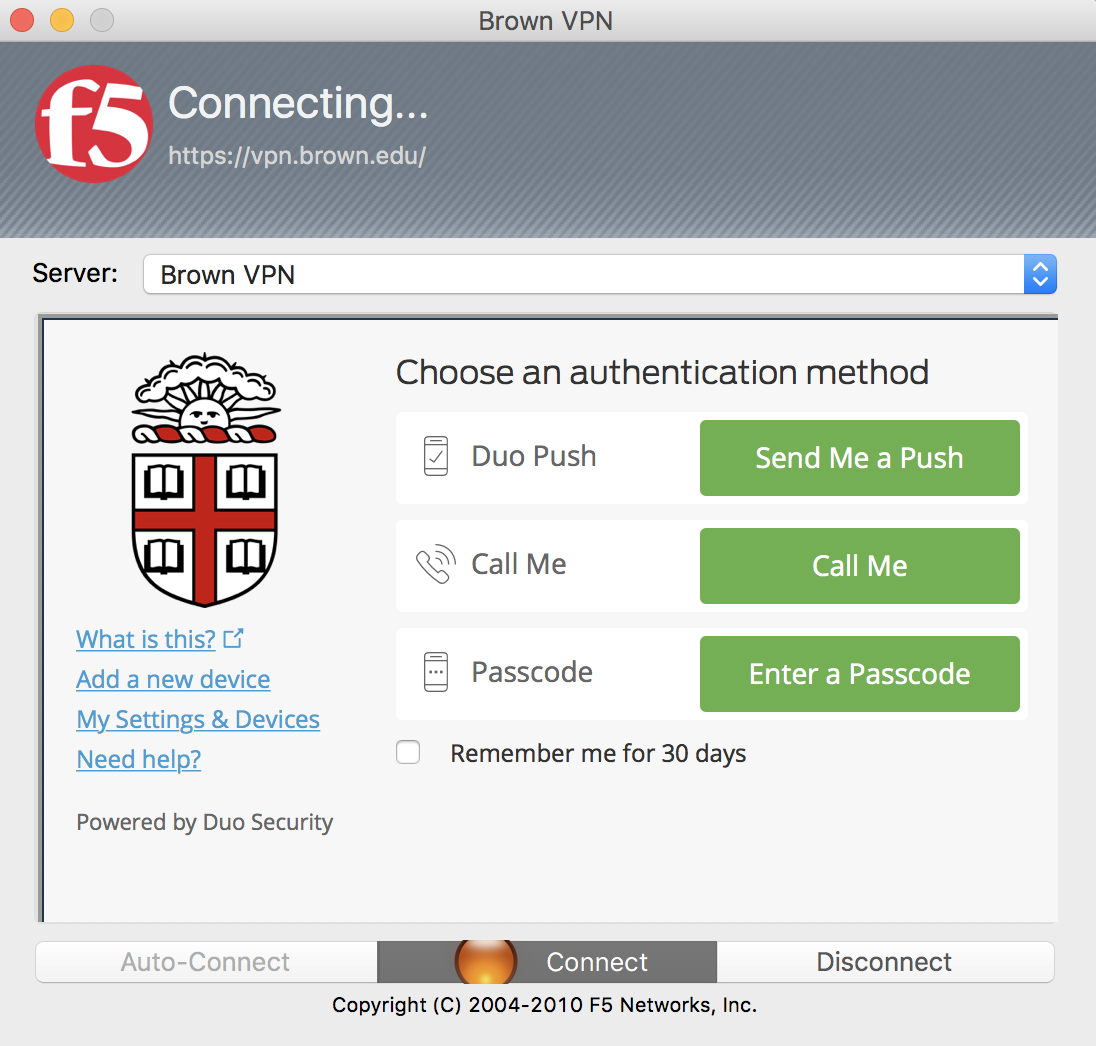 Brown VPN
f5
Connecting...
https://vpn.brown.edu/
Server:
Brown VPN
Choose an authentication method
Duo Push
Send Me a Push
Call Me
Call Me
Passcode
Enter a Passcode
Remember me for 30 days
What is this?
Add a new device
My Settings & Devices
Need help?
Powered by Duo Security
Auto-Connect
Connect
Disconnect
Copyright (C) 2004-2010 F5 Networks, Inc.